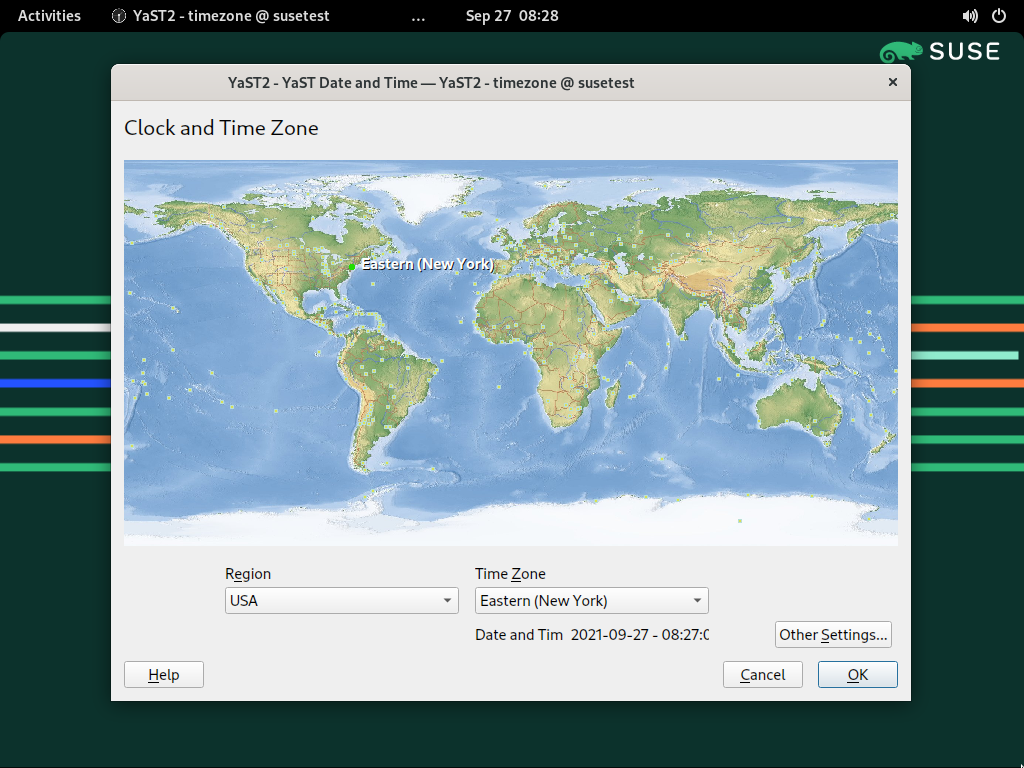 Activities
YaST2 - timezone @ susetest
...
Sep 27 08:28
SUSE
YaST2 - YaST Date and Time — YaST2 - timezone @ susetest
Clock and Time Zone
Eastern (New York)
Region
Time Zone
USA
Eastern (New York)
Date and Tim 2021-09-27 - 08:27:0
Other Settings...
Help
Cancel
OK